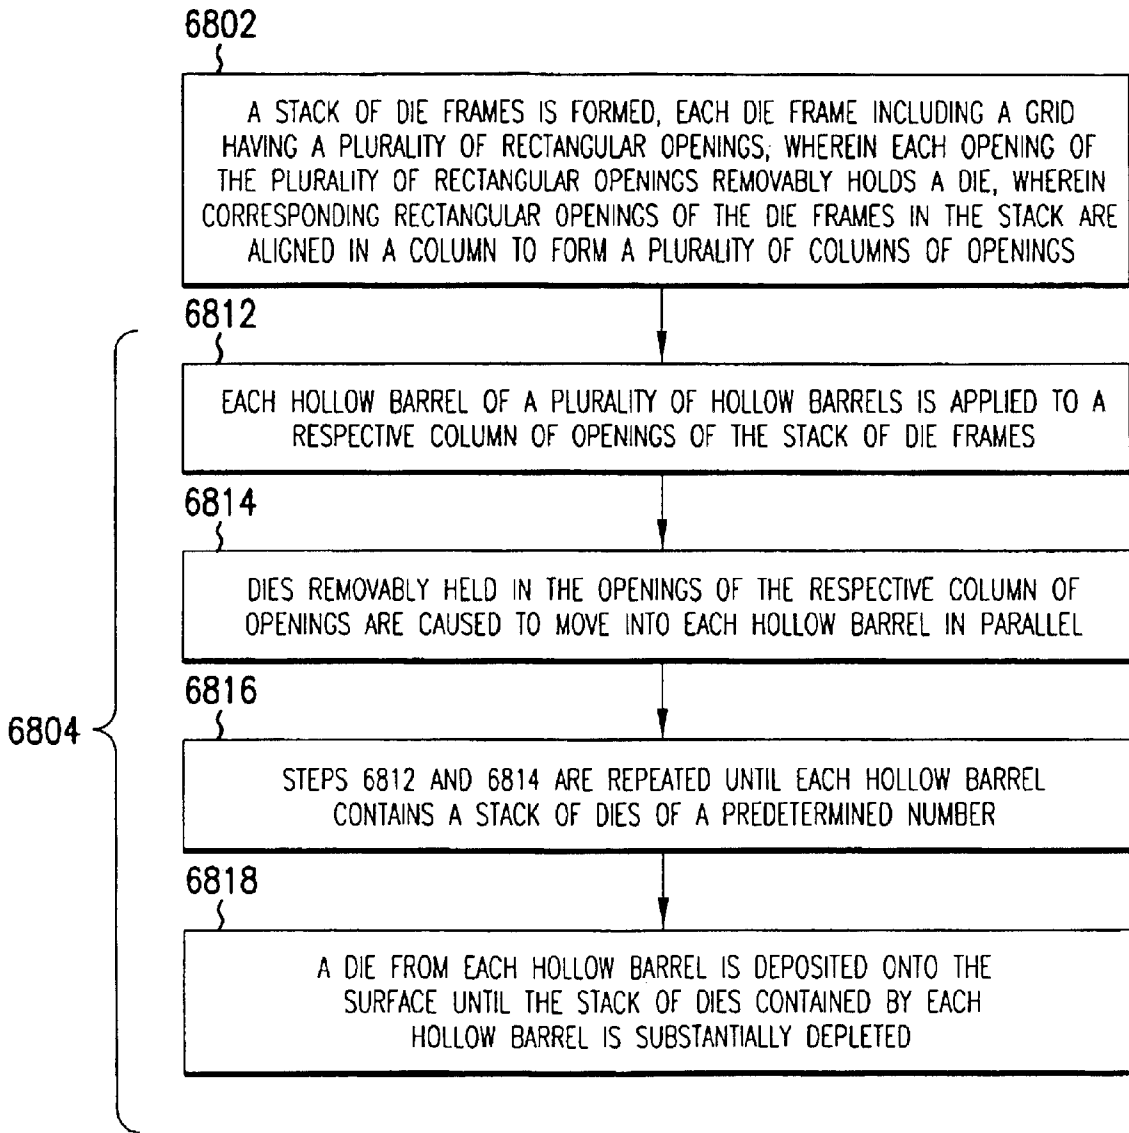 6802
A STACK OF DIE FRAMES IS FORMED, EACH DIE FRAME INCLUDING A GRID
HAVING A PLURALITY OF RECTANGULAR OPENINGS, WHEREIN EACH OPENING OF
THE PLURALITY OF RECTANGULAR OPENINGS REMOVABLY HOLDS A DIE, WHEREIN
CORRESPONDING RECTANGULAR OPENINGS OF THE DIE FRAMES IN THE STACK ARE
ALIGNED IN A COLUMN TO FORM A PLURALITY OF COLUMNS OF OPENINGS
6812
EACH HOLLOW BARREL OF A PLURALITY OF HOLLOW BARRELS IS APPLIED TO A
RESPECTIVE COLUMN OF OPENINGS OF THE STACK OF DIE FRAMES
6814
DIES REMOVABLY HELD IN THE OPENINGS OF THE RESPECTIVE COLUMN OF
OPENINGS ARE CAUSED TO MOVE INTO EACH HOLLOW BARREL IN PARALLEL
6816
6804
STEPS 6812 AND 6814 ARE REPEATED UNTIL EACH HOLLOW BARREL
CONTAINS A STACK OF DIES OF A PREDETERMINED NUMBER
6818
A DIE FROM EACH HOLLOW BARREL IS DEPOSITED ONTO THE
SURFACE UNTIL THE STACK OF DIES CONTAINED BY EACH
HOLLOW BARREL IS SUBSTANTIALLY DEPLETED